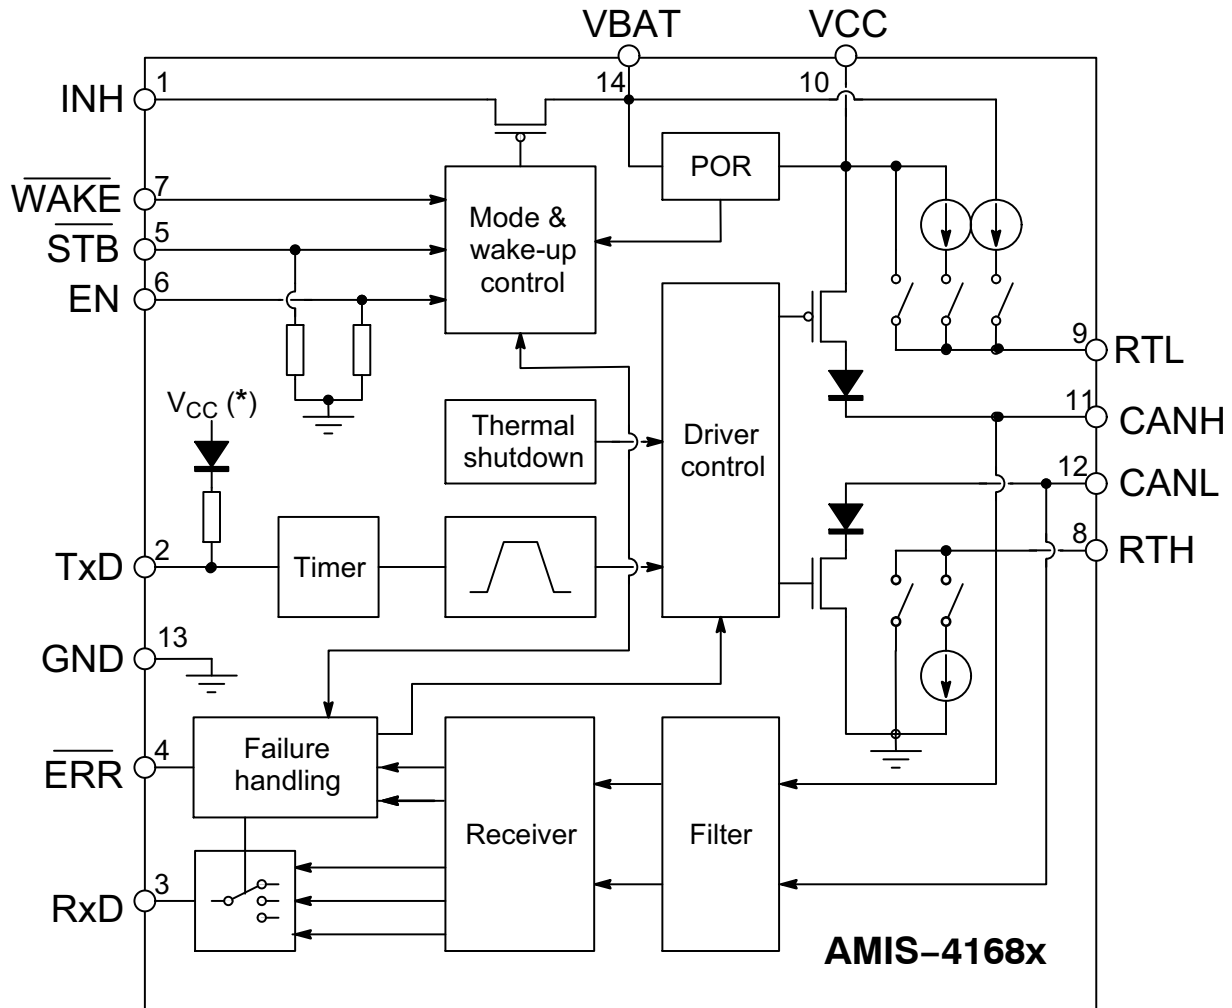 VBAT VCC
INH 1 14 10
POR
WAKE 7
Mode &
wake-up
control
STB 5
EN 6
9 RTL
VCC (*)
Thermal
shutdown
Driver
control
11 CANH
12 CANL
TxD 2
Timer
8 RTH
GND 13
ERR 4
Failure
handling
Receiver
Filter
RxD 3
AMIS–4168x